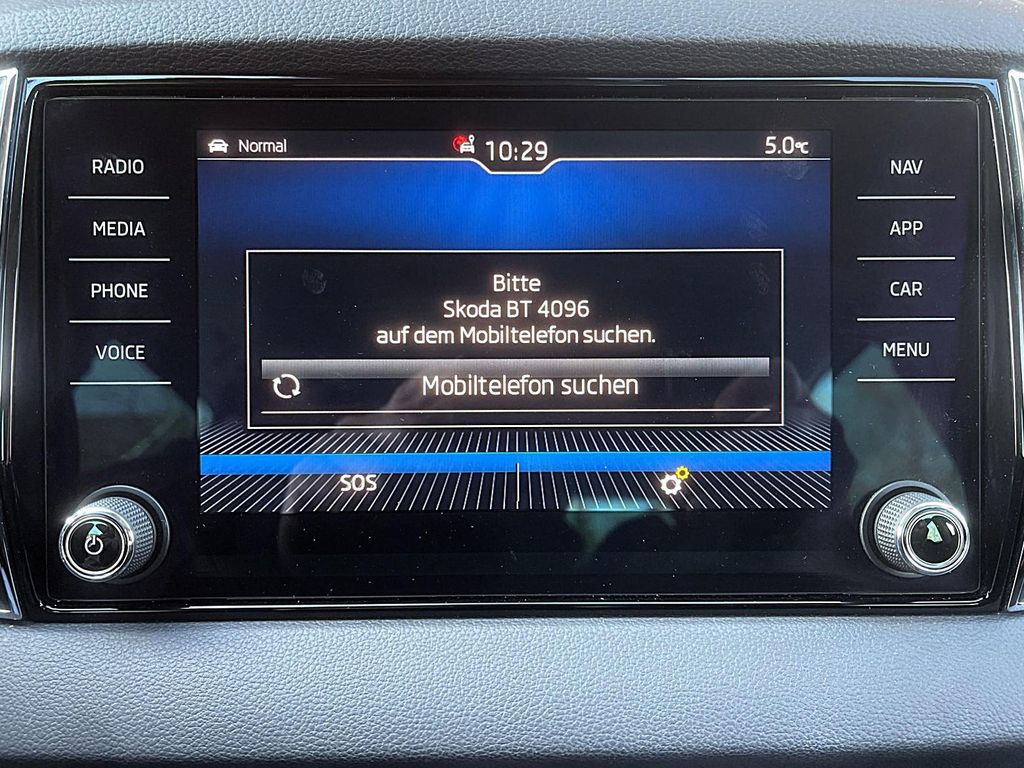 Normal
10:29
5.0°C
RADIO
MEDIA
PHONE
VOICE
NAV
APP
CAR
MENU
Bitte
Skoda BT 4096
auf dem Mobiltelefon suchen.
Mobiltelefon suchen
SOS